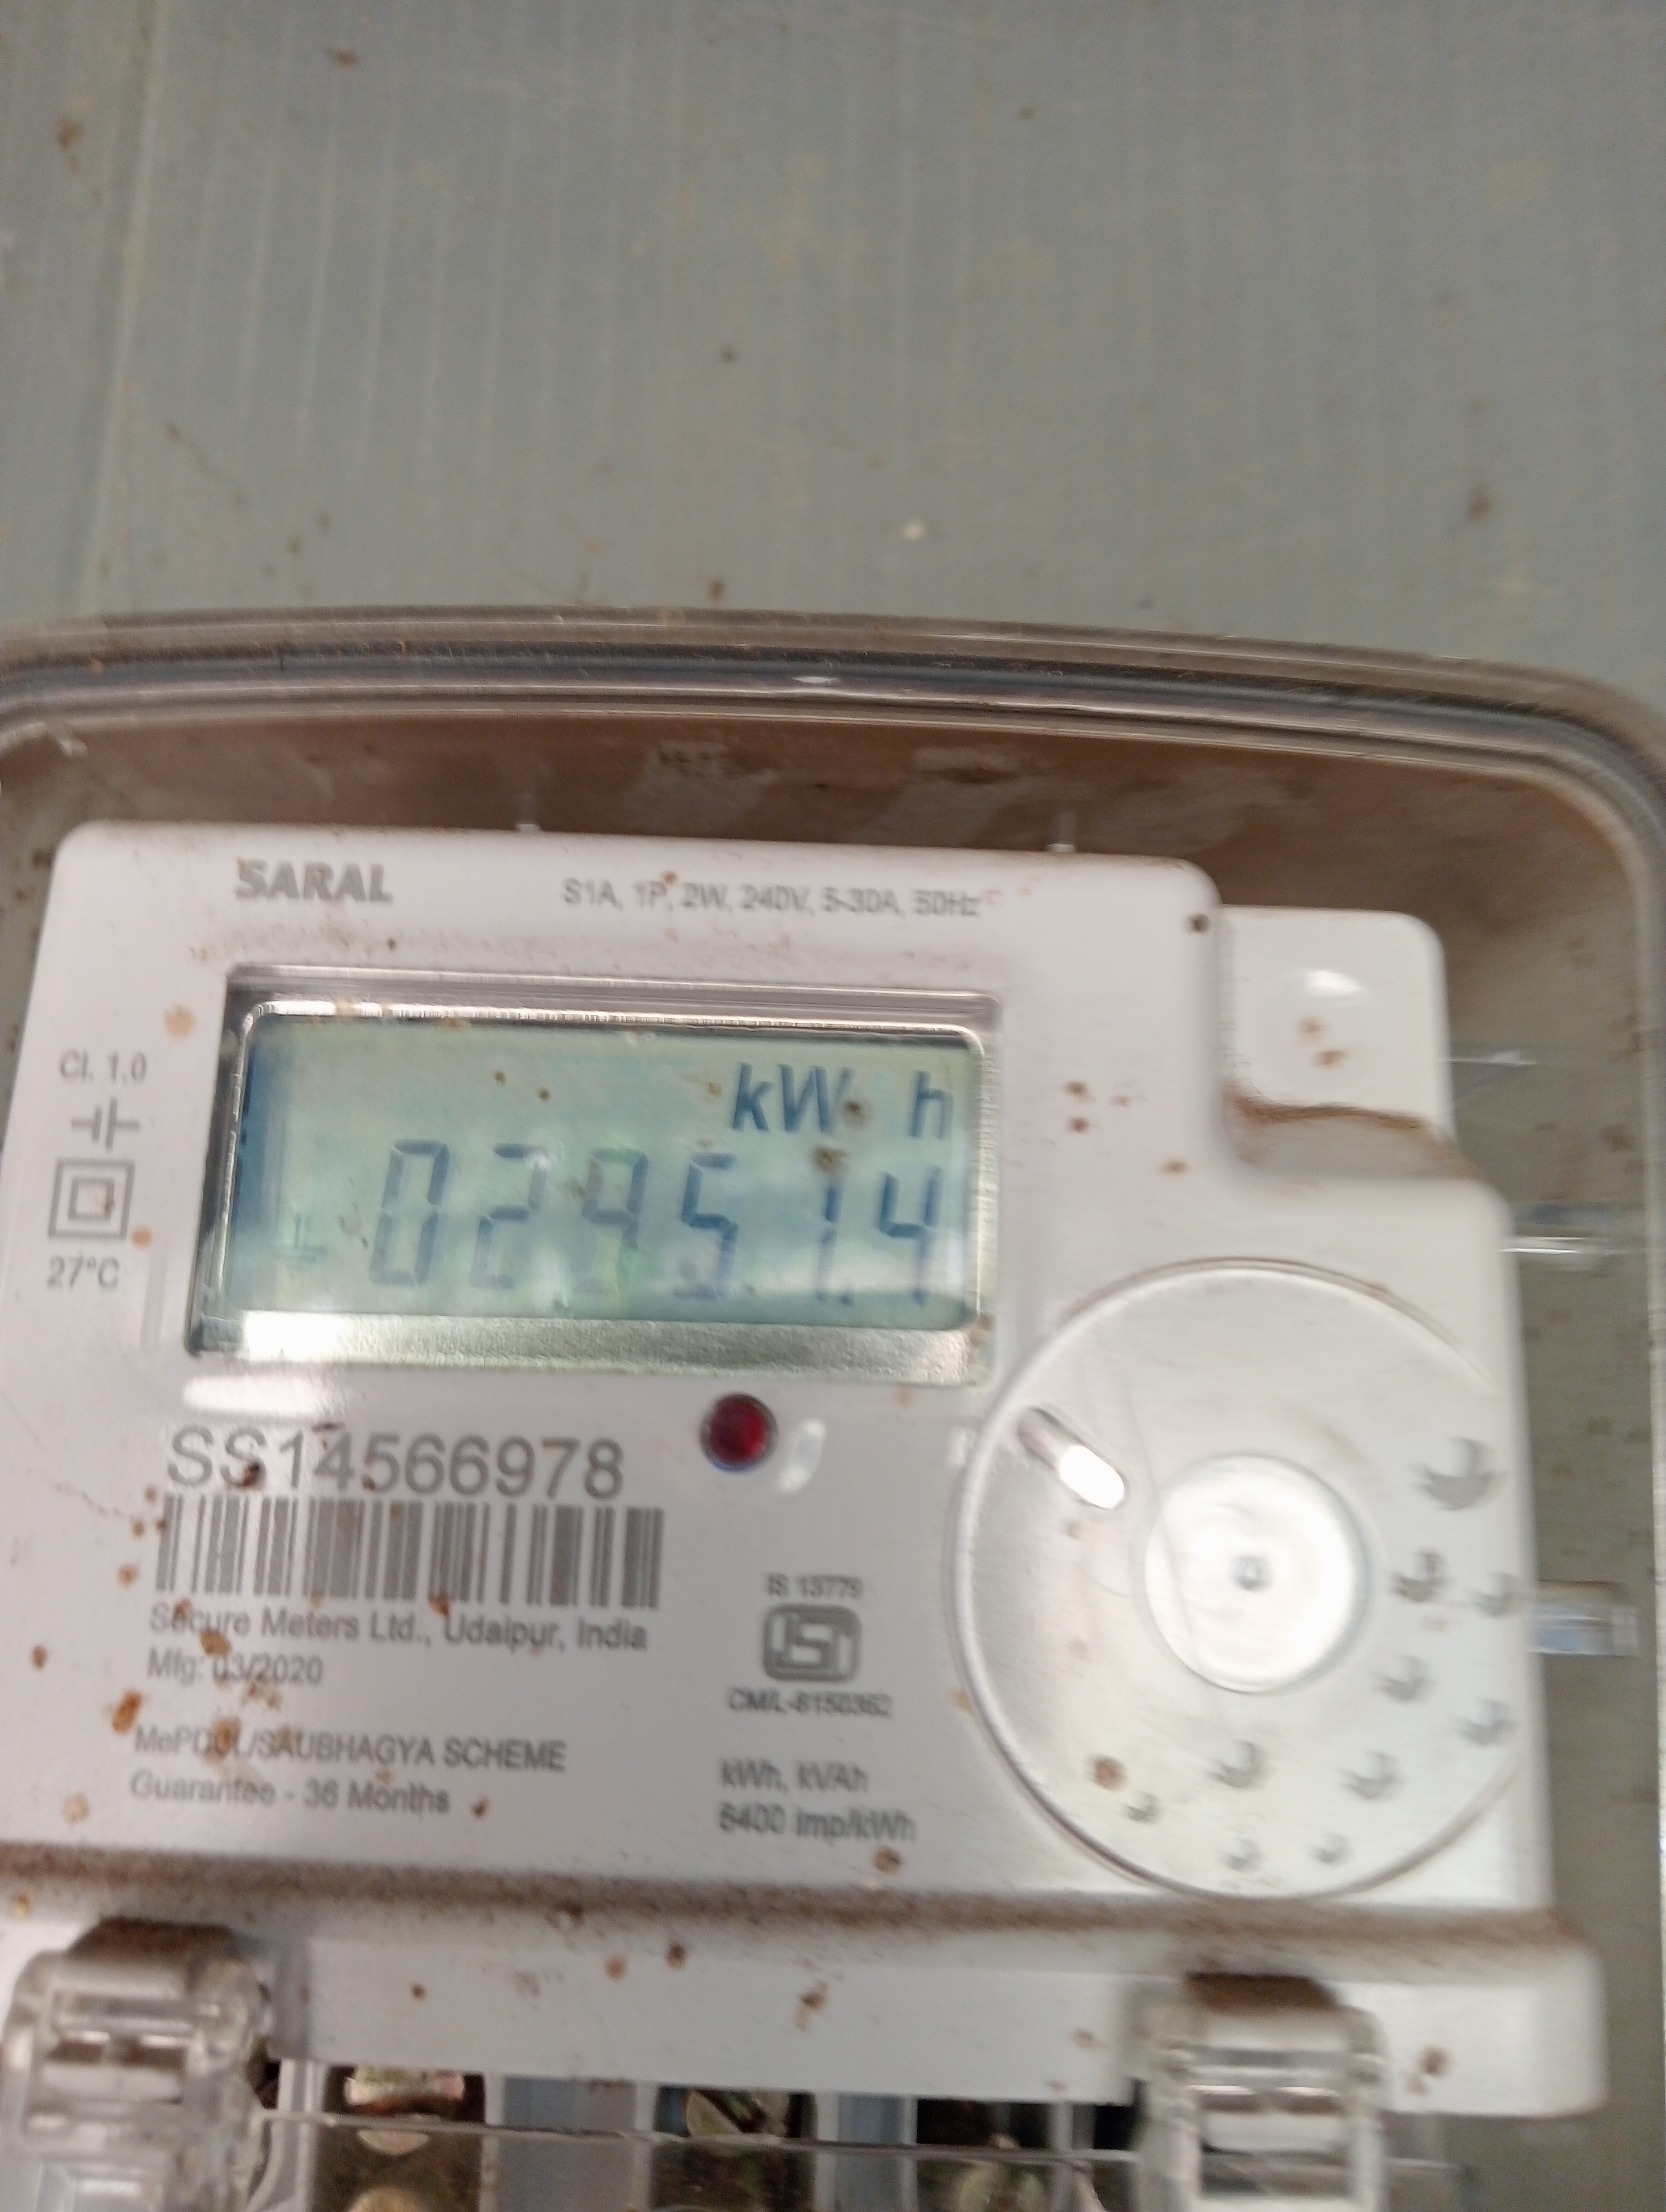 SARAL
S1A, 1P, 2W, 240V, 5-30A, 50Hz
Cl. 1.0
kW h
02951.4
27°C
SS14566978
Secure Meters Ltd., Udaipur, India
Mfg: 03/2020
MePDCL/SAUBHAGYA SCHEME
Guarantee - 36 Months
IS 13779
ISI
CM/L-8150362
kWh, kVAh
6400 imp/kWh